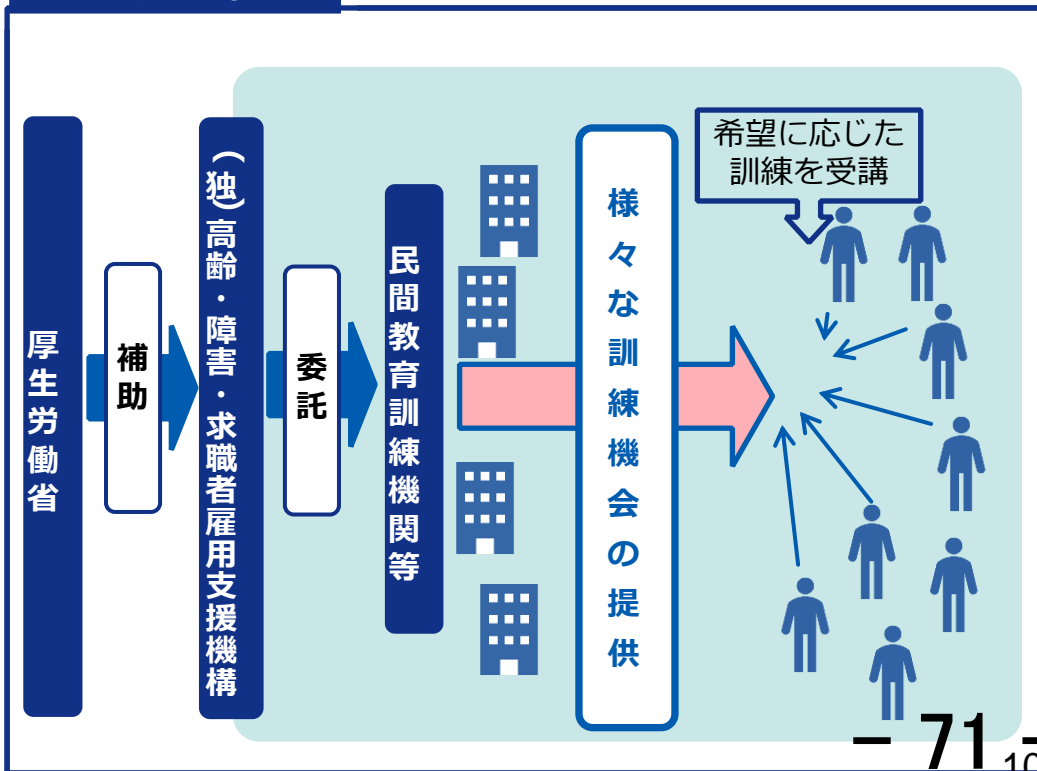 厚生労働省
補助
（独）高齢・障害・求職者雇用支援機構
委託
民間教育訓練機関等
様々な訓練機会の提供
希望に応じた
訓練を受講
－ 71 －
10